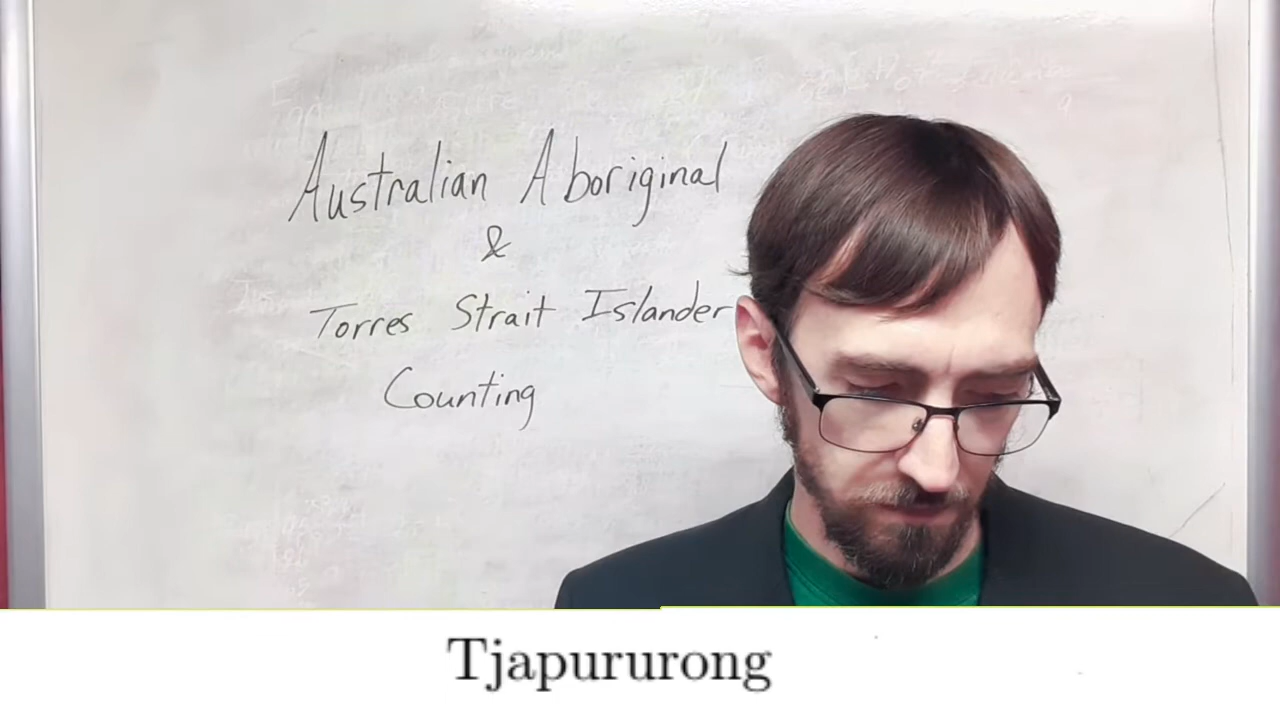 Australian Aboriginal
&
Torres Strait Islander
Counting
Tjapururong